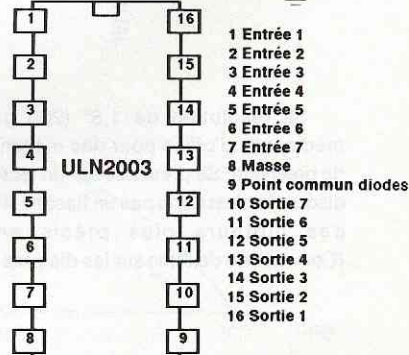 1 16
2 15
3 14
4 13
ULN2003
5 12
6 11
7 10
8 9
1 Entrée 1
2 Entrée 2
3 Entrée 3
4 Entrée 4
5 Entrée 5
6 Entrée 6
7 Entrée 7
8 Masse
9 Point commun diodes
10 Sortie 7
11 Sortie 6
12 Sortie 5
13 Sortie 4
14 Sortie 3
15 Sortie 2
16 Sortie 1